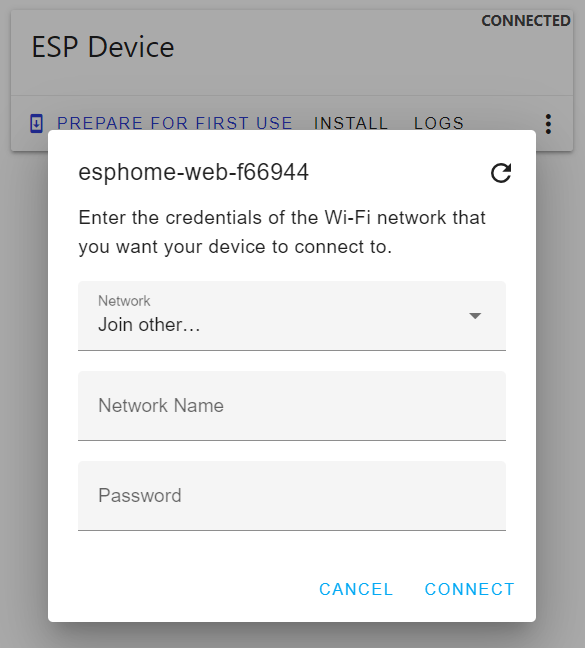 CONNECTED
ESP Device
PREPARE FOR FIRST USE INSTALL LOGS
esphome-web-f66944
Enter the credentials of the Wi-Fi network that
you want your device to connect to.
Network
Join other…
Network Name
Password
CANCEL CONNECT